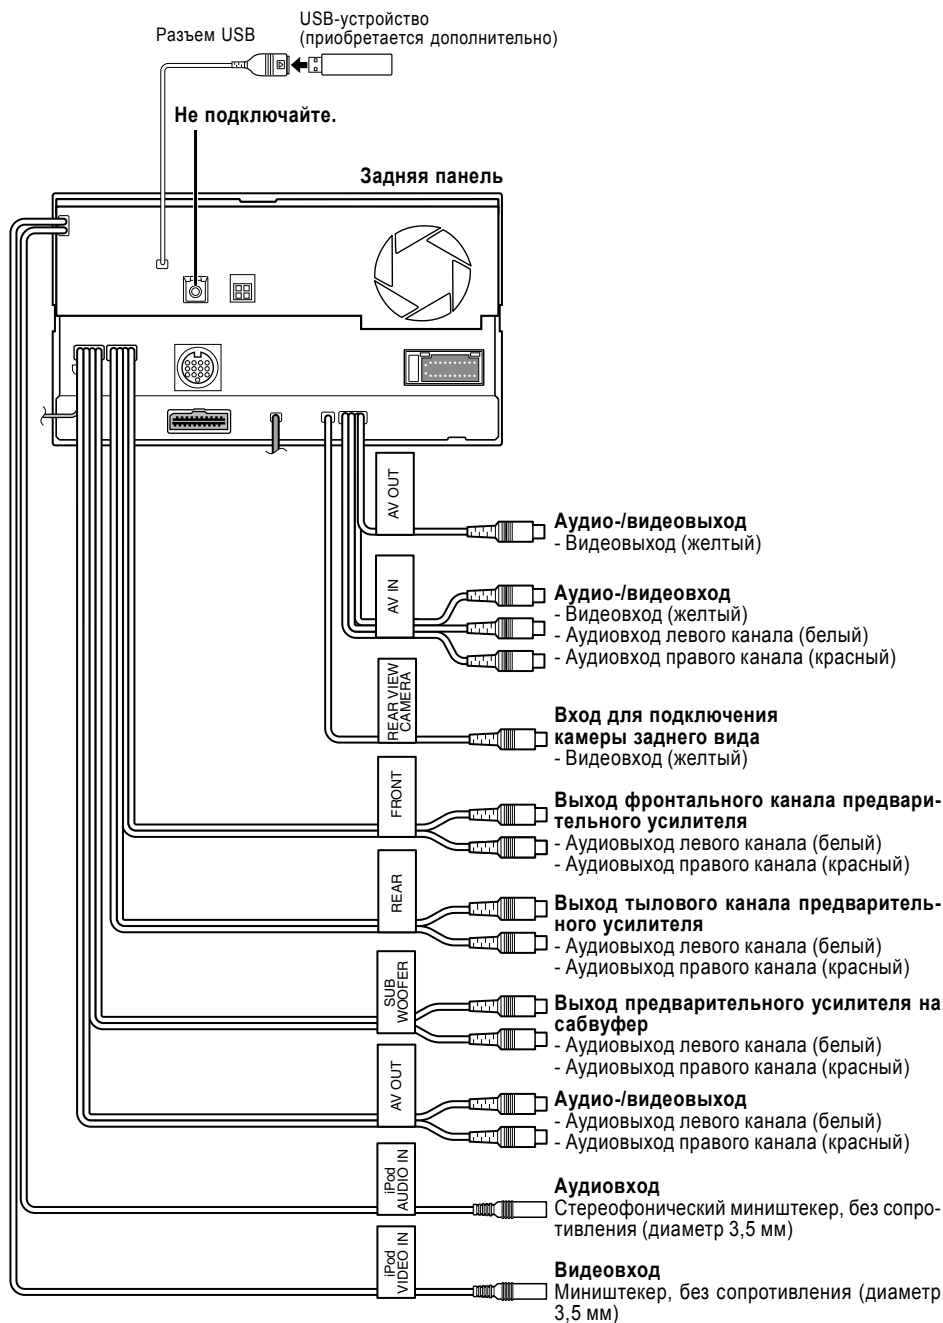 USB-устройство
(приобретается дополнительно)
Разъем USB
Не подключайте.
Задняя панель
AV OUT
Аудио-/видеовыход
- Видеовыход (желтый)
AV IN
Аудио-/видеовход
- Видеовход (желтый)
- Аудиовход левого канала (белый)
- Аудиовход правого канала (красный)
REAR VIEW
CAMERA
Вход для подключения
камеры заднего вида
- Видеовход (желтый)
FRONT
Выход фронтального канала предвари-
тельного усилителя
- Аудиовыход левого канала (белый)
- Аудиовыход правого канала (красный)
REAR
Выход тылового канала предваритель-
ного усилителя
- Аудиовыход левого канала (белый)
- Аудиовыход правого канала (красный)
SUB
WOOFER
Выход предварительного усилителя на
сабвуфер
- Аудиовыход левого канала (белый)
- Аудиовыход правого канала (красный)
AV OUT
Аудио-/видеовыход
- Аудиовыход левого канала (белый)
- Аудиовыход правого канала (красный)
iPod
AUDIO IN
Аудиовход
Стереофонический миништекер, без сопро-
тивления (диаметр 3,5 мм)
iPod
VIDEO IN
Видеовход
Миништекер, без сопротивления (диаметр
3,5 мм)